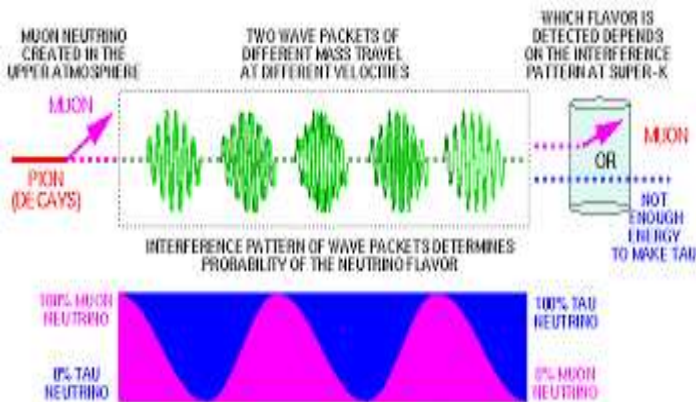 MUON NEUTRINO
CREATED IN THE
UPPER ATMOSPHERE
TWO WAVE PACKETS OF
DIFFERENT MASS TRAVEL
AT DIFFERENT VELOCITIES
WHICH FLAVOR IS
DETECTED DEPENDS
ON THE INTERFERENCE
PATTERN AT SUPER-K
MUON
PION
(DECAYS)
MUON
OR
NOT
ENOUGH
ENERGY
TO MAKE TAU
INTERFERENCE PATTERN OF WAVE PACKETS DETERMINES
PROBABILITY OF THE NEUTRINO FLAVOR
100% MUON
NEUTRINO
100% TAU
NEUTRINO
0% TAU
NEUTRINO
0% MUON
NEUTRINO